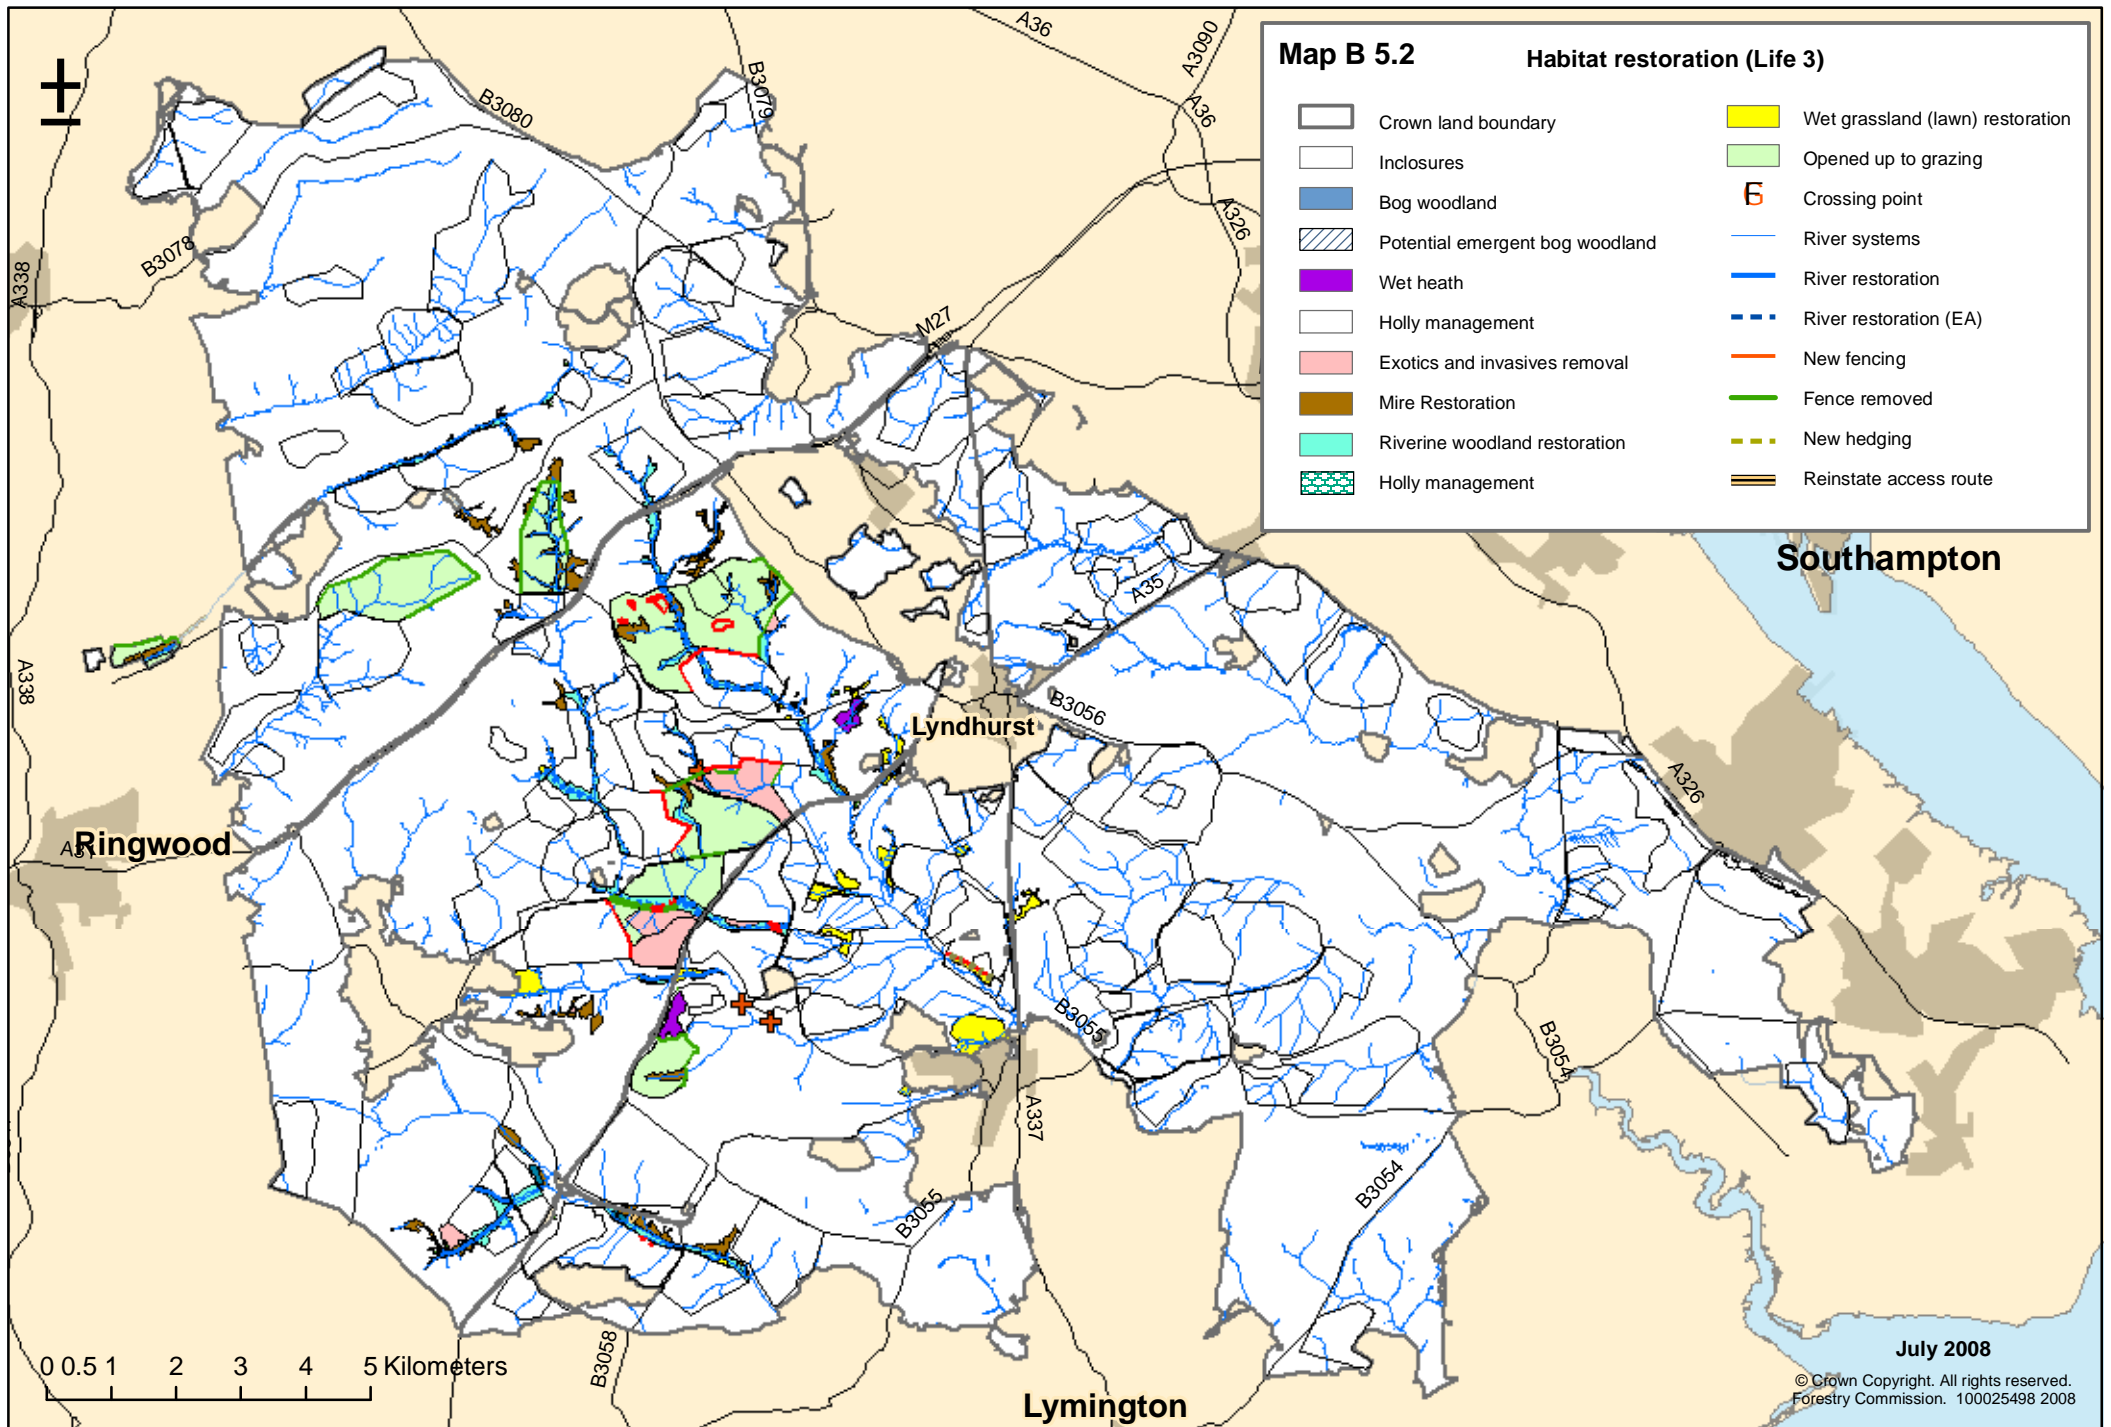 Map B 5.2
Habitat restoration (Life 3)
Crown land boundary
Inclosures
Bog woodland
Potential emergent bog woodland
Wet heath
Holly management
Exotics and invasives removal
Mire Restoration
Riverine woodland restoration
Holly management
Wet grassland (lawn) restoration
Opened up to grazing
Crossing point
River systems
River restoration
River restoration (EA)
New fencing
Fence removed
New hedging
Reinstate access route
A36
A3090
A36
B3079
B3080
A326
B3078
A338
M27
Southampton
A35
A338
B3056
Lyndhurst
A326
Ringwood
B3055
B3054
A337
B3054
B3055
B3058
0 0.5 1 2 3 4 5 Kilometers
July 2008
© Crown Copyright. All rights reserved.
Forestry Commission. 100025498 2008
Lymington